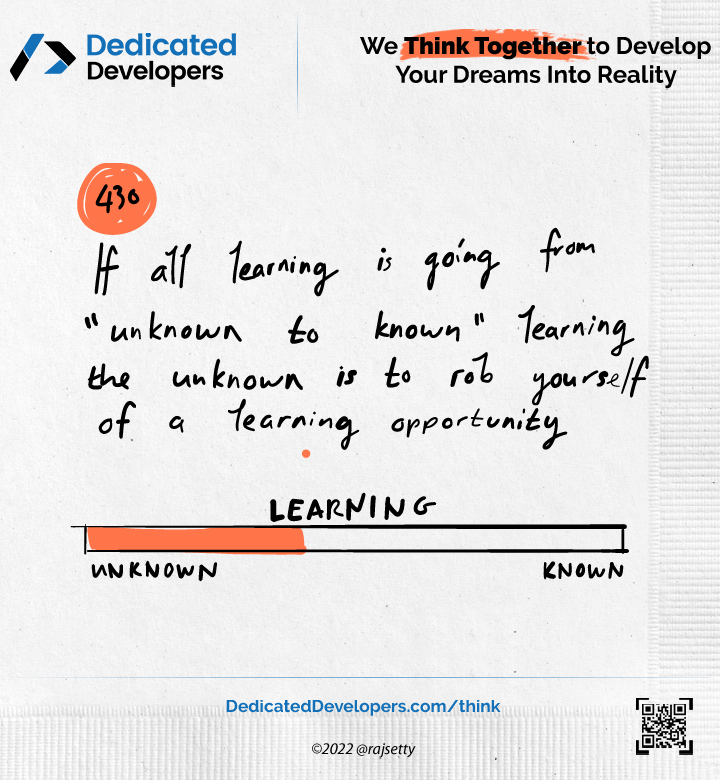 Dedicated
Developers
We Think Together to Develop
Your Dreams Into Reality
430
If all learning is going from
"unknown to known" learning
the unknown is to rob yourself
of a learning opportunity
LEARNING
UNKNOWN KNOWN
DedicatedDevelopers.com/think
©2022 @rajsetty